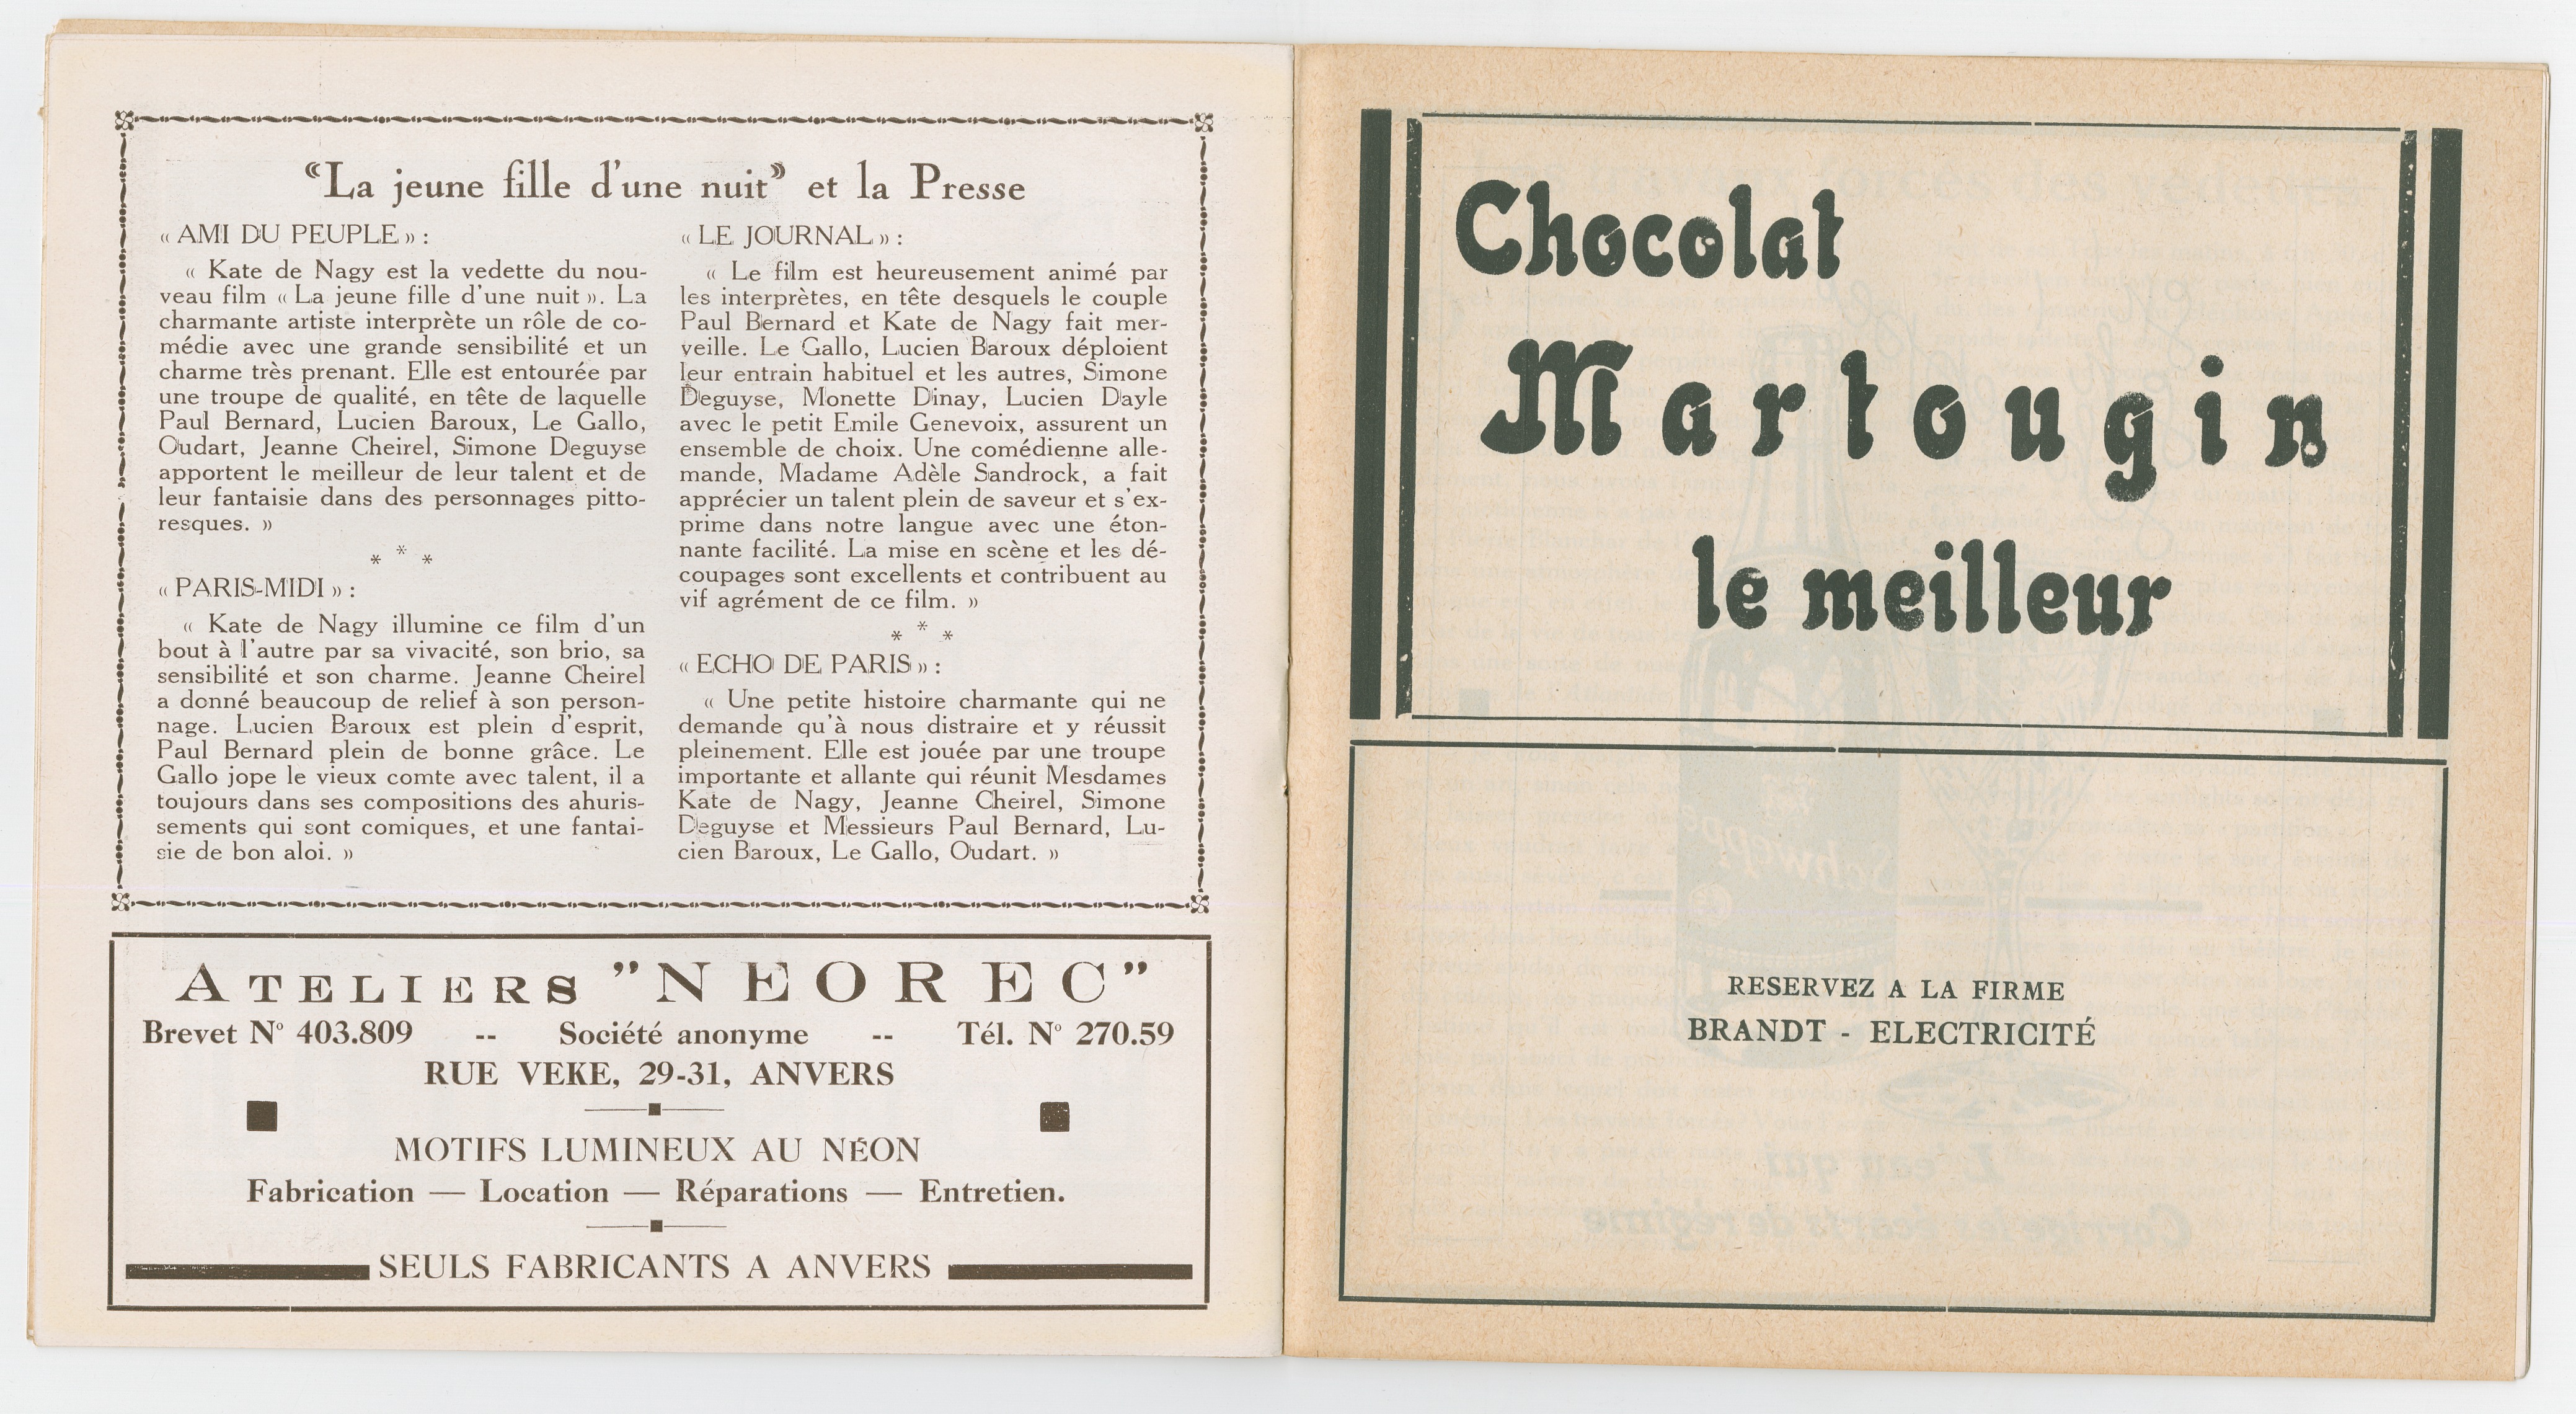 “La jeune fille d'une nuit” et la Presse
« AMI DU PEUPLE » :
« Kate de Nagy est la vedette du nou-
veau film « La jeune fille d'une nuit ». La
charmante artiste interprète un rôle de co-
médie avec une grande sensibilité et un
charme très prenant. Elle est entourée par
une troupe de qualité, en tête de laquelle
Paul Bernard, Lucien Baroux, Le Gallo,
Oudart, Jeanne Cheirel, Simone Deguyse
apportent le meilleur de leur talent et de
leur fantaisie dans des personnages pitto-
resques. »
* * *
« PARIS-MIDI » :
« Kate de Nagy illumine ce film d'un
bout à l'autre par sa vivacité, son brio, sa
sensibilité et son charme. Jeanne Cheirel
a donné beaucoup de relief à son person-
nage. Lucien Baroux est plein d'esprit,
Paul Bernard plein de bonne grâce. Le
Gallo jope le vieux comte avec talent, il a
toujours dans ses compositions des ahuris-
sements qui sont comiques, et une fantai-
sie de bon aloi. »
« LE JOURNAL » :
« Le film est heureusement animé par
les interprètes, en tête desquels le couple
Paul Bernard et Kate de Nagy fait mer-
veille. Le Gallo, Lucien Baroux déploient
leur entrain habituel et les autres, Simone
Deguyse, Monette Dinay, Lucien Dayle
avec le petit Emile Genevoix, assurent un
ensemble de choix. Une comédienne alle-
mande, Madame Adèle Sandrock, a fait
apprécier un talent plein de saveur et s'ex-
prime dans notre langue avec une éton-
nante facilité. La mise en scène et les dé-
coupages sont excellents et contribuent au
vif agrément de ce film. »
* * *
« ECHO DE PARIS » :
« Une petite histoire charmante qui ne
demande qu'à nous distraire et y réussit
pleinement. Elle est jouée par une troupe
importante et allante qui réunit Mesdames
Kate de Nagy, Jeanne Cheirel, Simone
Deguyse et Messieurs Paul Bernard, Lu-
cien Baroux, Le Gallo, Oudart. »
ATELIERS "NEOREC"
Brevet N° 403.809 -- Société anonyme -- Tél. N° 270.59
RUE VEKE, 29-31, ANVERS
MOTIFS LUMINEUX AU NÉON
Fabrication — Location — Réparations — Entretien.
SEULS FABRICANTS A ANVERS
Chocolat
Martougin
le meilleur
RESERVEZ A LA FIRME
BRANDT - ELECTRICITÉ